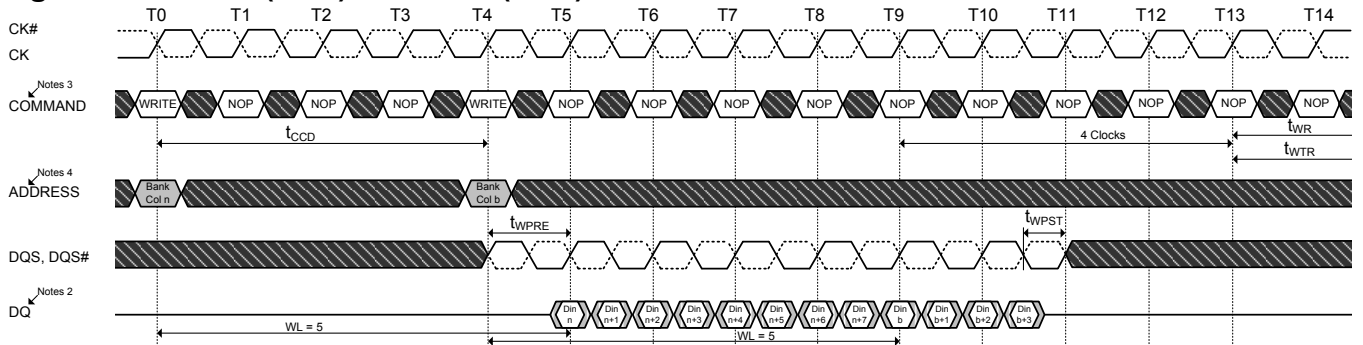 T0 T1 T2 T3 T4 T5 T6 T7 T8 T9 T10 T11 T12 T13 T14
CK#
CK
Notes 3
COMMAND
WRITE NOP NOP NOP WRITE NOP NOP NOP NOP NOP NOP NOP NOP NOP NOP
tCCD
4 Clocks
tWR
tWTR
Notes 4
ADDRESS
Bank
Col n
Bank
Col b
tWPRE
tWPST
DQS, DQS#
Notes 2
DQ
Din
n
Din
n+1
Din
n+2
Din
n+3
Din
n+4
Din
n+5
Din
n+6
Din
n+7
Din
b
Din
b+1
Din
b+2
Din
b+3
WL = 5
WL = 5